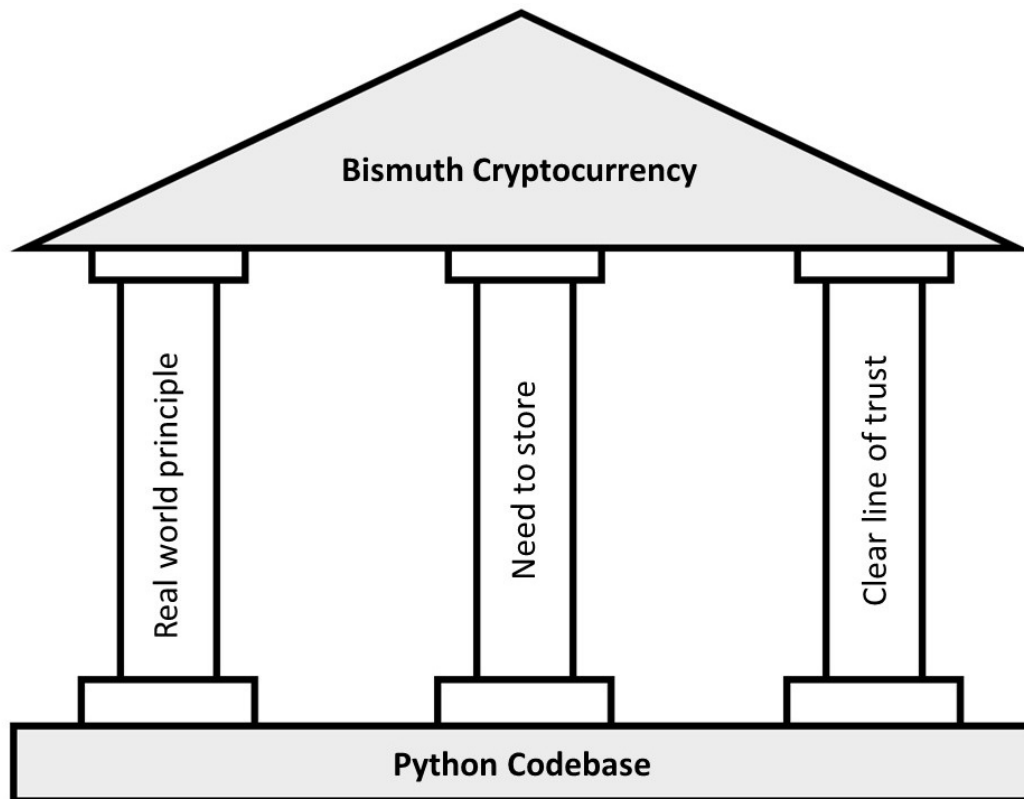 Bismuth Cryptocurrency
Real world principle
Need to store
Clear line of trust
Python Codebase